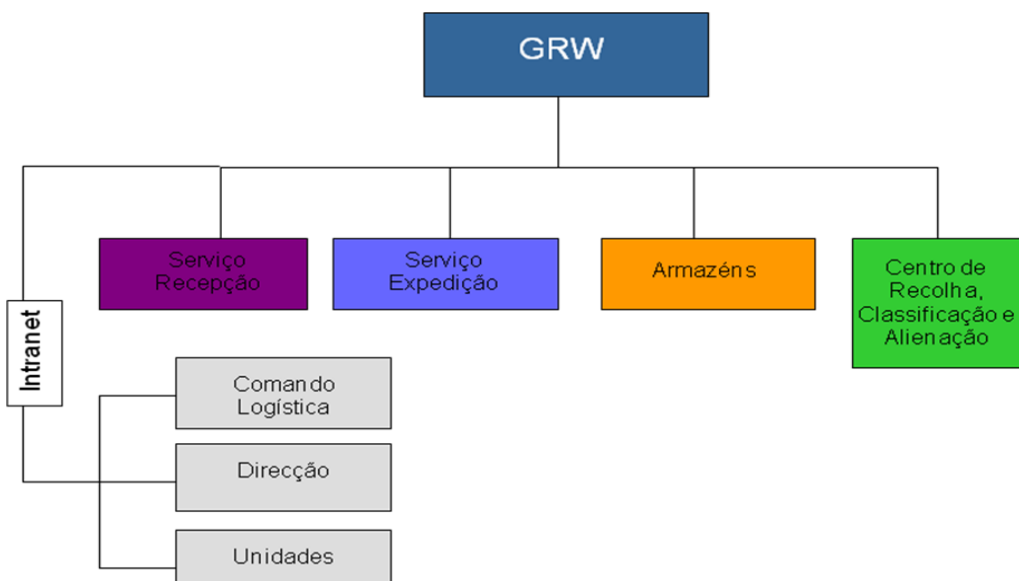 GRW
Serviço
Recepção
Serviço
Expedição
Armazéns
Centro de
Recolha,
Classificação e
Alienação
Intranet
Comando
Logística
Direcção
Unidades